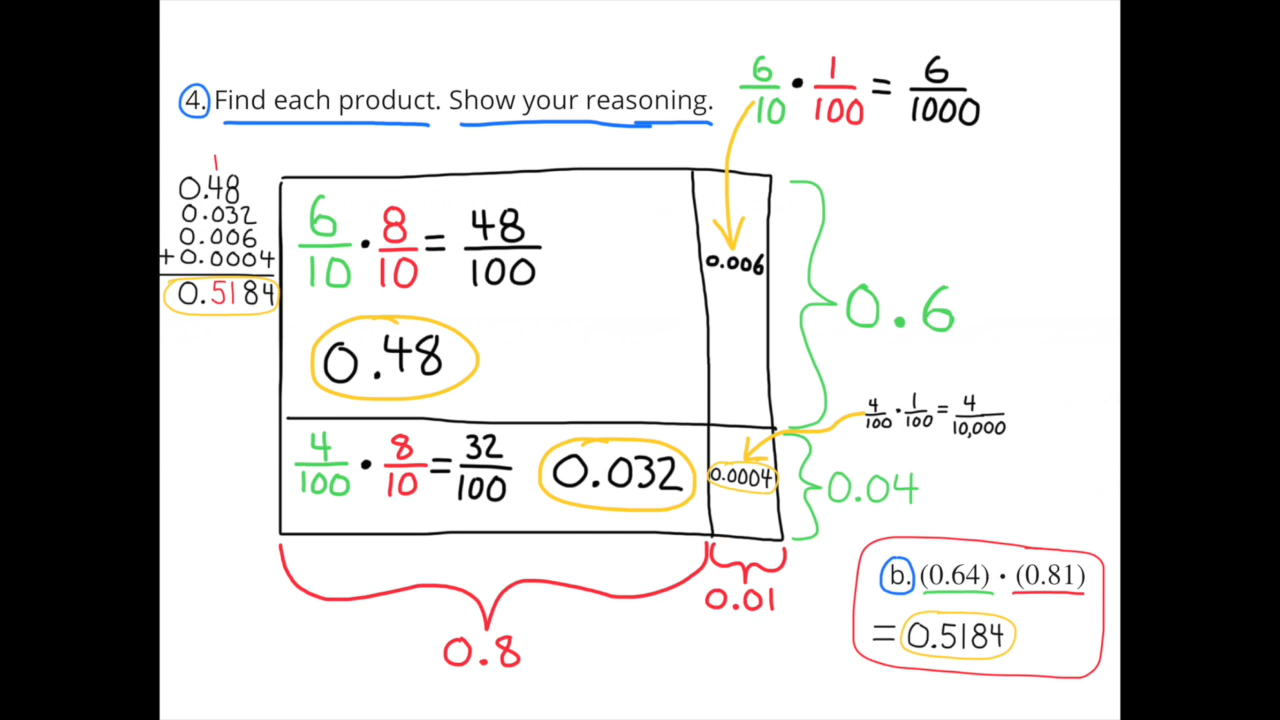 4. Find each product. Show your reasoning.
6/10 · 1/100 = 6/1000
1
0.48
0.032
0.006
+0.0004
0.5184
6/10 · 8/10 = 48/100
0.48
0.006
0.6
4/100 · 8/10 = 32/100
0.032
0.0004
4/100 · 1/100 = 4/10,000
0.04
0.8
0.01
b. (0.64) · (0.81)
= 0.5184